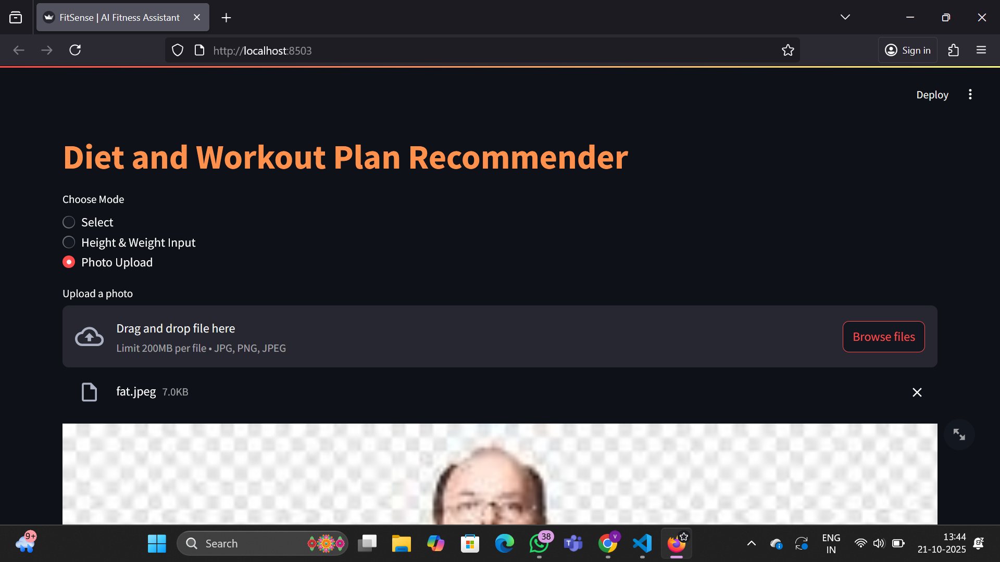 FitSense | AI Fitness Assistant
http://localhost:8503
Sign in
Deploy
Diet and Workout Plan Recommender
Choose Mode
Select
Height & Weight Input
Photo Upload
Upload a photo
Drag and drop file here
Limit 200MB per file • JPG, PNG, JPEG
Browse files
fat.jpeg 7.0KB
9+
Search
38
V
ENG
IN
13:44
21-10-2025